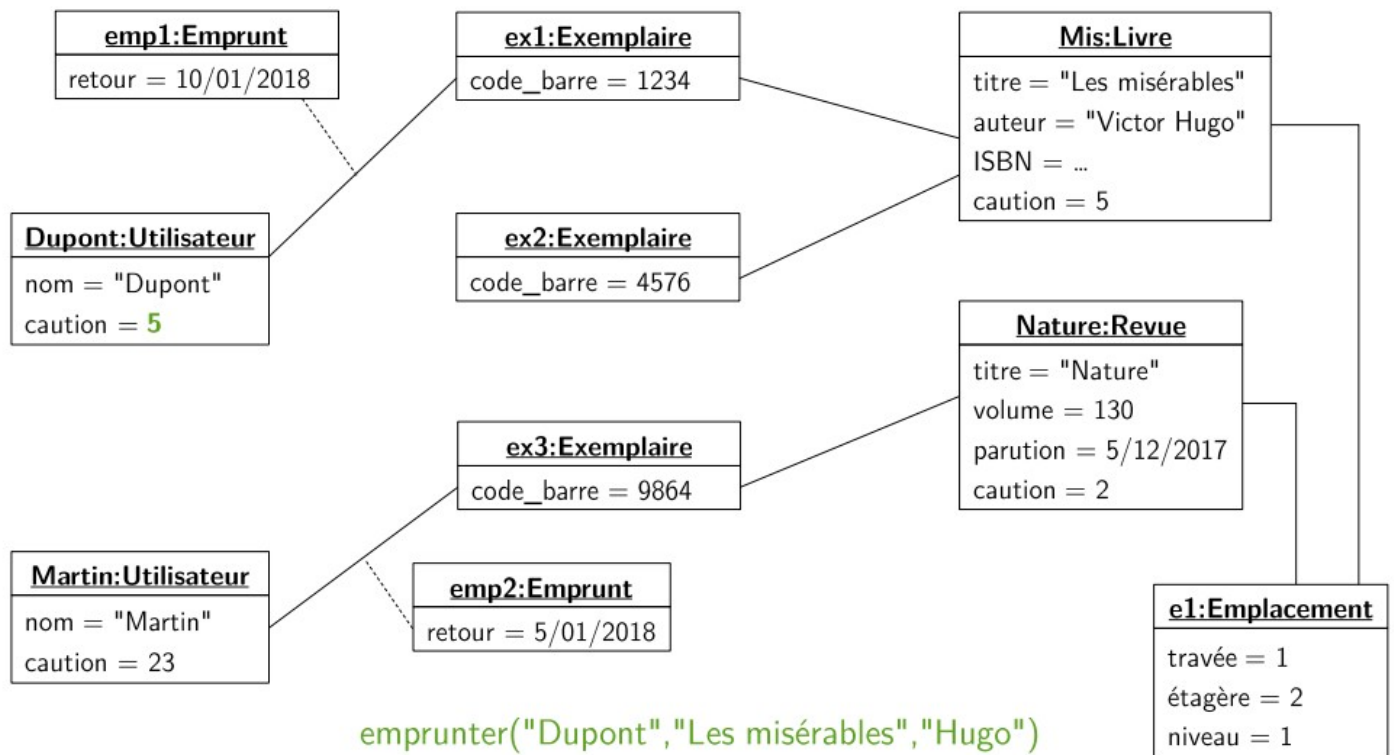 emp1:Emprunt
retour = 10/01/2018
ex1:Exemplaire
code_barre = 1234
Mis:Livre
titre = "Les misérables"
auteur = "Victor Hugo"
ISBN = ...
caution = 5
Dupont:Utilisateur
nom = "Dupont"
caution = 5
ex2:Exemplaire
code_barre = 4576
Nature:Revue
titre = "Nature"
volume = 130
parution = 5/12/2017
caution = 2
ex3:Exemplaire
code_barre = 9864
Martin:Utilisateur
nom = "Martin"
caution = 23
emp2:Emprunt
retour = 5/01/2018
e1:Emplacement
travée = 1
étagère = 2
niveau = 1
emprunter("Dupont","Les misérables","Hugo")